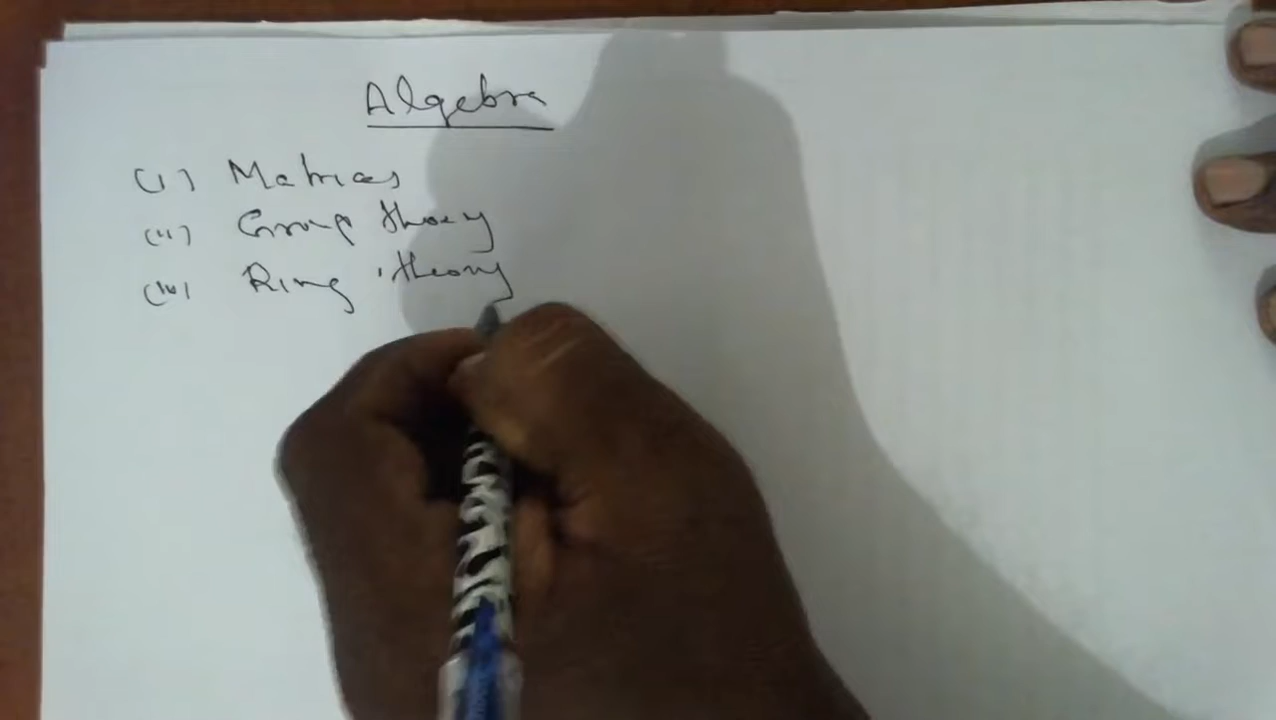 Algebra
(i) Matrices
(ii) Group theory
(iii) Ring theory